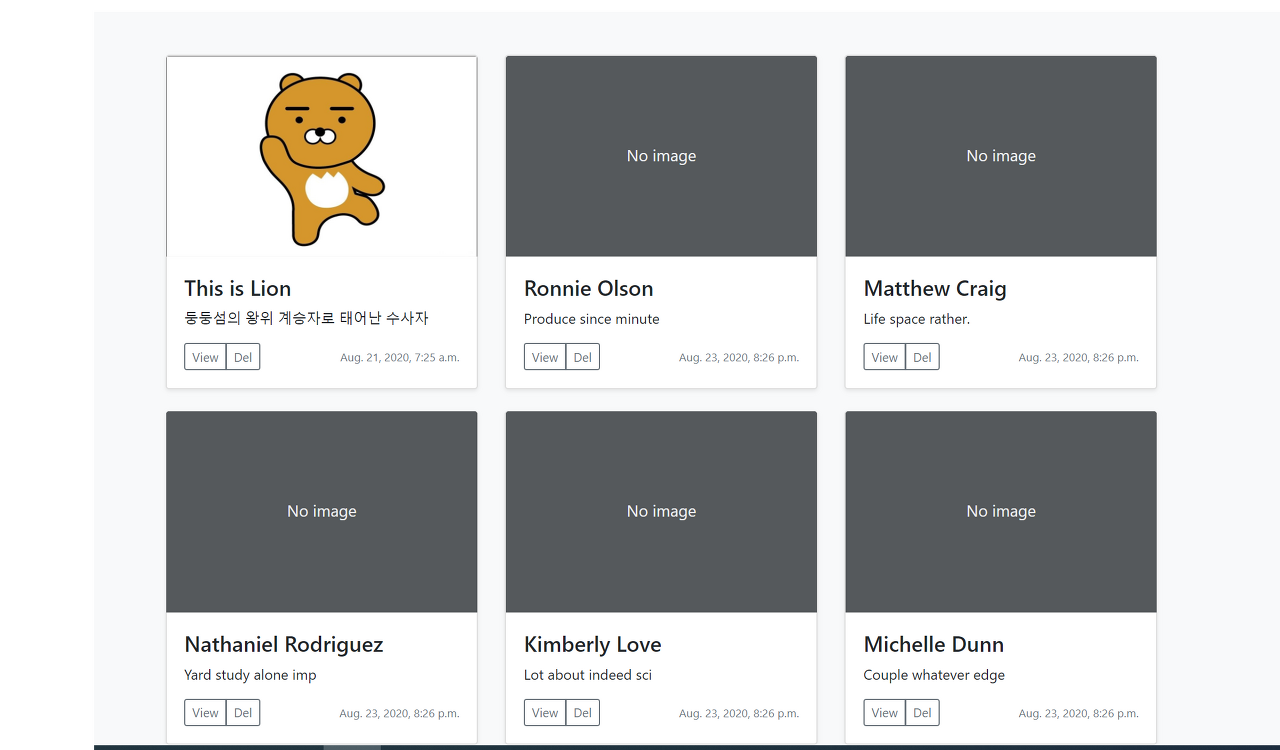 No image
No image
This is Lion
둥둥섬의 왕위 계승자로 태어난 수사자
View Del Aug. 21, 2020, 7:25 a.m.
Ronnie Olson
Produce since minute
View Del Aug. 23, 2020, 8:26 p.m.
Matthew Craig
Life space rather.
View Del Aug. 23, 2020, 8:26 p.m.
No image
No image
No image
Nathaniel Rodriguez
Yard study alone imp
View Del Aug. 23, 2020, 8:26 p.m.
Kimberly Love
Lot about indeed sci
View Del Aug. 23, 2020, 8:26 p.m.
Michelle Dunn
Couple whatever edge
View Del Aug. 23, 2020, 8:26 p.m.